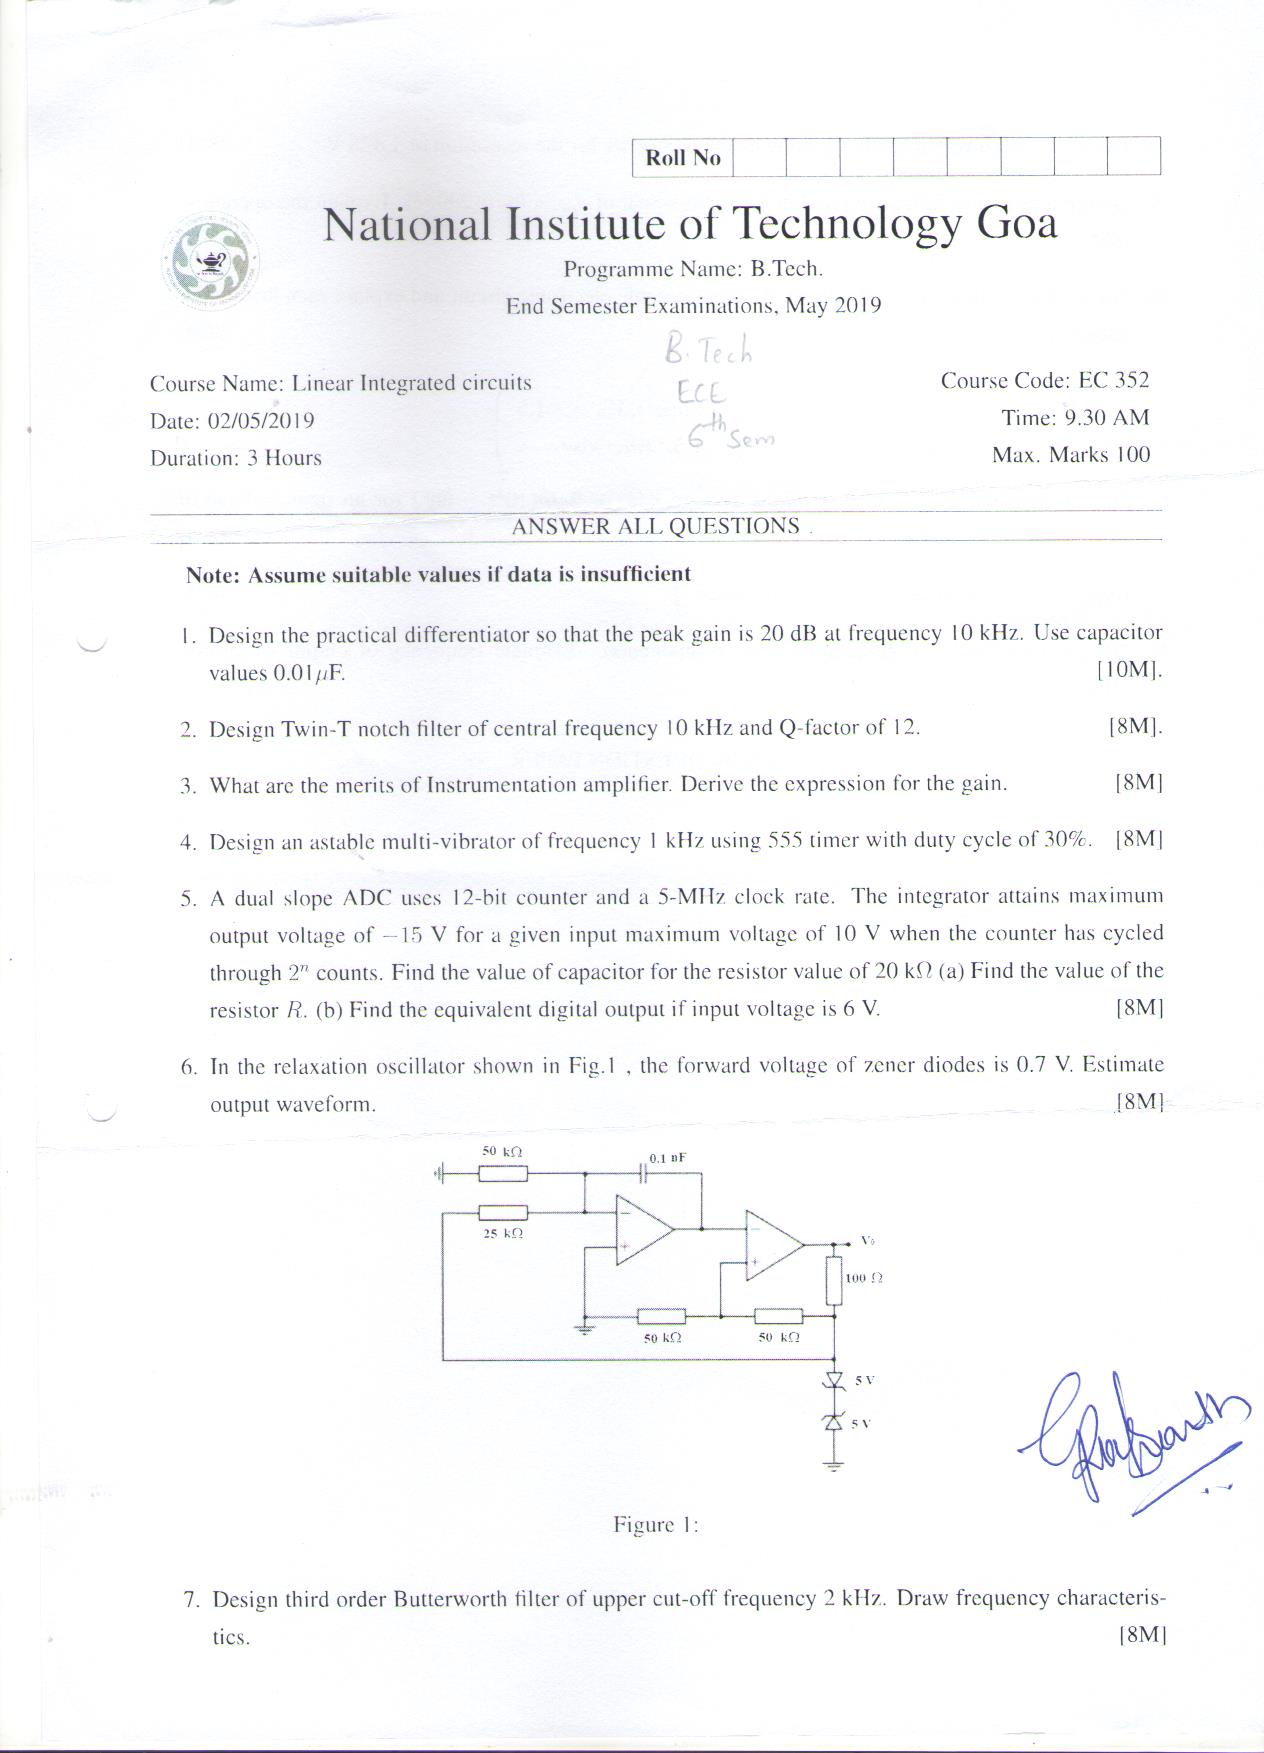 Roll No
National Institute of Technology Goa
Programme Name: B.Tech.
End Semester Examinations, May 2019
B.Tech
ECE
6th Sem
Course Name: Linear Integrated circuits
Course Code: EC 352
Date: 02/05/2019
Time: 9.30 AM
Duration: 3 Hours
Max. Marks 100
ANSWER ALL QUESTIONS
Note: Assume suitable values if data is insufficient
1. Design the practical differentiator so that the peak gain is 20 dB at frequency 10 kHz. Use capacitor
values 0.01μF. [10M].
2. Design Twin-T notch filter of central frequency 10 kHz and Q-factor of 12. [8M].
3. What are the merits of Instrumentation amplifier. Derive the expression for the gain. [8M]
4. Design an astable multi-vibrator of frequency 1 kHz using 555 timer with duty cycle of 30%. [8M]
5. A dual slope ADC uses 12-bit counter and a 5-MHz clock rate. The integrator attains maximum
output voltage of −15 V for a given input maximum voltage of 10 V when the counter has cycled
through 2ⁿ counts. Find the value of capacitor for the resistor value of 20 kΩ (a) Find the value of the
resistor R. (b) Find the equivalent digital output if input voltage is 6 V. [8M]
6. In the relaxation oscillator shown in Fig.1 , the forward voltage of zener diodes is 0.7 V. Estimate
output waveform. [8M]
50 kΩ
0.1 nF
25 kΩ
V₀
100 Ω
50 kΩ
50 kΩ
5 V
5 V
Figure 1:
7. Design third order Butterworth filter of upper cut-off frequency 2 kHz. Draw frequency characteris-
tics. [8M]